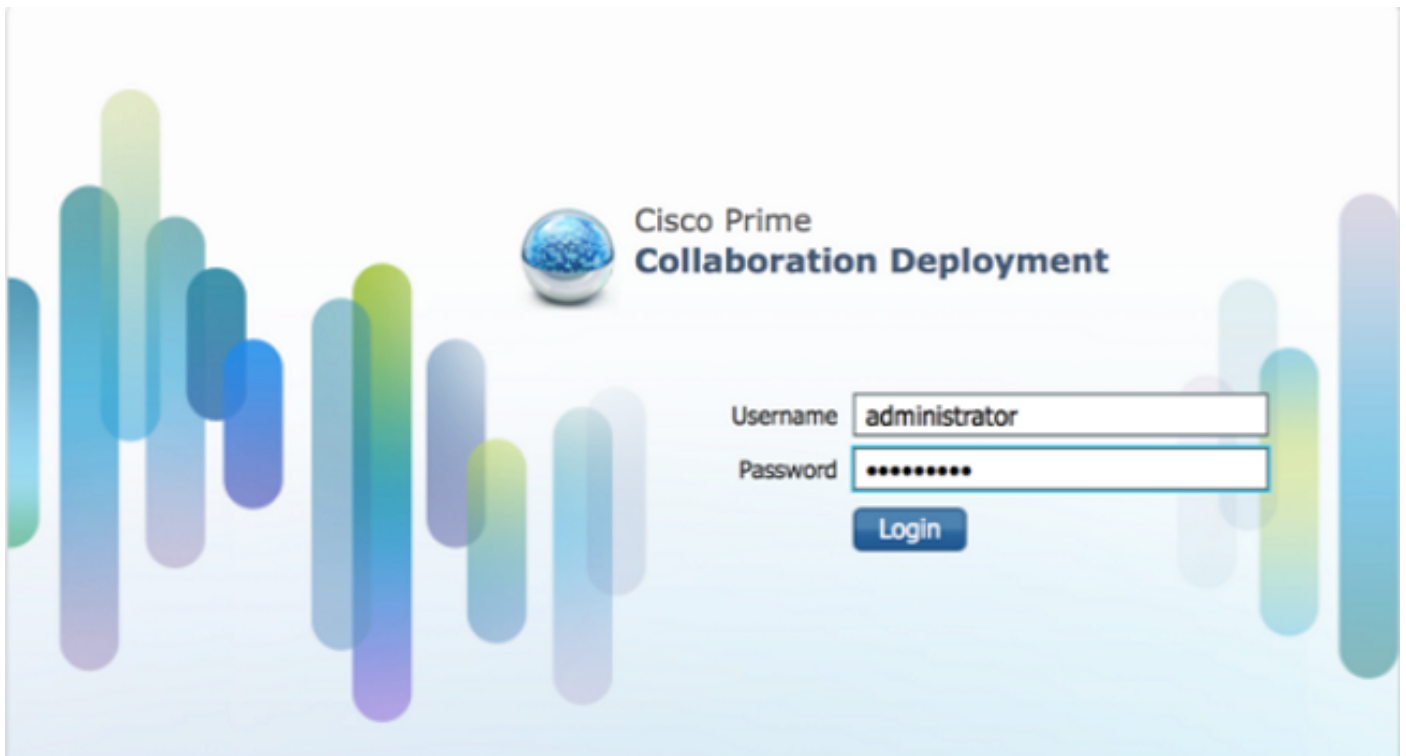 Cisco Prime
Collaboration Deployment
Username administrator
Password •••••••••
Login